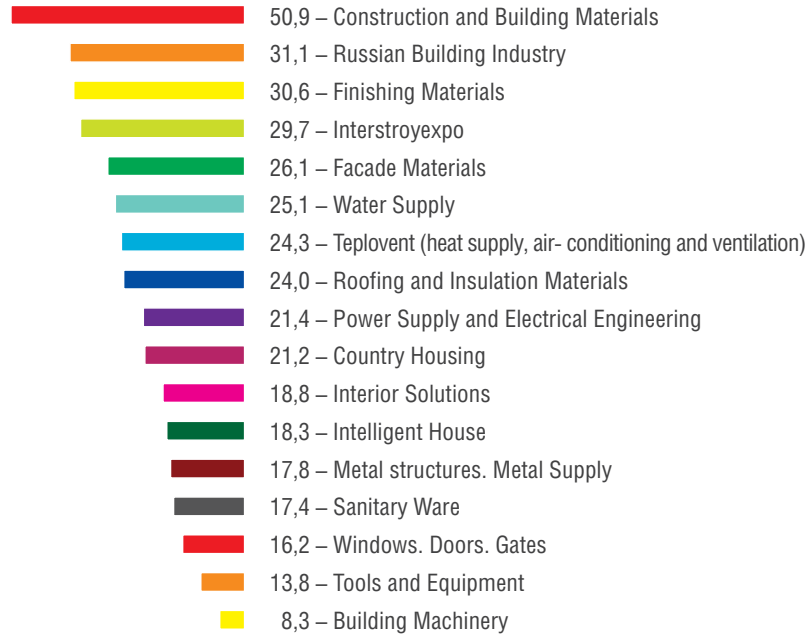 50,9 – Construction and Building Materials
31,1 – Russian Building Industry
30,6 – Finishing Materials
29,7 – Interstroyexpo
26,1 – Facade Materials
25,1 – Water Supply
24,3 – Teplovent (heat supply, air- conditioning and ventilation)
24,0 – Roofing and Insulation Materials
21,4 – Power Supply and Electrical Engineering
21,2 – Country Housing
18,8 – Interior Solutions
18,3 – Intelligent House
17,8 – Metal structures. Metal Supply
17,4 – Sanitary Ware
16,2 – Windows. Doors. Gates
13,8 – Tools and Equipment
8,3 – Building Machinery